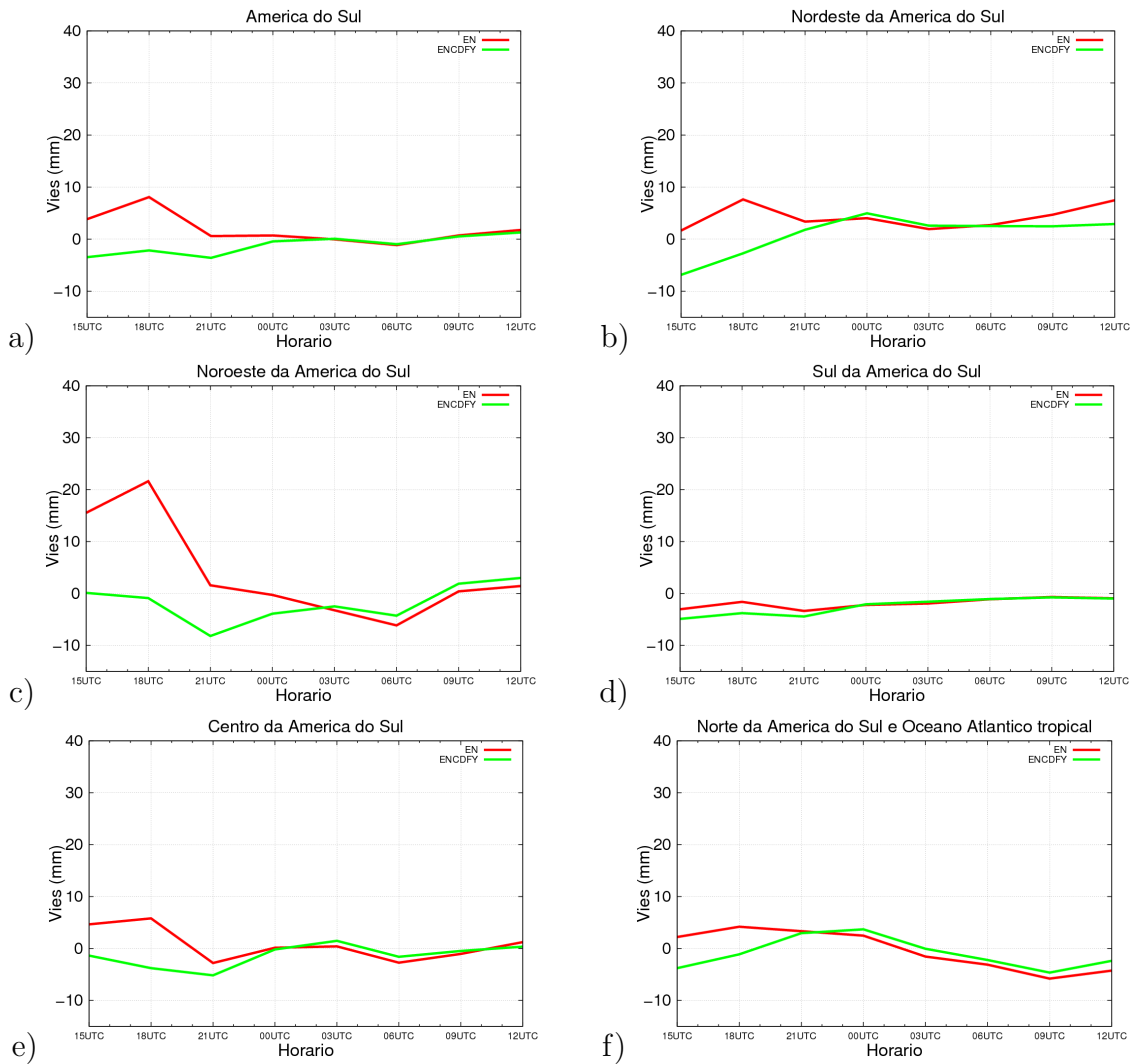 America do Sul
EN
ENCDFY
40
30
20
10
0
−10
Vies (mm)
15UTC 18UTC 21UTC 00UTC 03UTC 06UTC 09UTC 12UTC
Horario
a)
Nordeste da America do Sul
EN
ENCDFY
40
30
20
10
0
−10
Vies (mm)
15UTC 18UTC 21UTC 00UTC 03UTC 06UTC 09UTC 12UTC
Horario
b)
Noroeste da America do Sul
EN
ENCDFY
40
30
20
10
0
−10
Vies (mm)
15UTC 18UTC 21UTC 00UTC 03UTC 06UTC 09UTC 12UTC
Horario
c)
Sul da America do Sul
EN
ENCDFY
40
30
20
10
0
−10
Vies (mm)
15UTC 18UTC 21UTC 00UTC 03UTC 06UTC 09UTC 12UTC
Horario
d)
Centro da America do Sul
EN
ENCDFY
40
30
20
10
0
−10
Vies (mm)
15UTC 18UTC 21UTC 00UTC 03UTC 06UTC 09UTC 12UTC
Horario
e)
Norte da America do Sul e Oceano Atlantico tropical
EN
ENCDFY
40
30
20
10
0
−10
Vies (mm)
15UTC 18UTC 21UTC 00UTC 03UTC 06UTC 09UTC 12UTC
Horario
f)